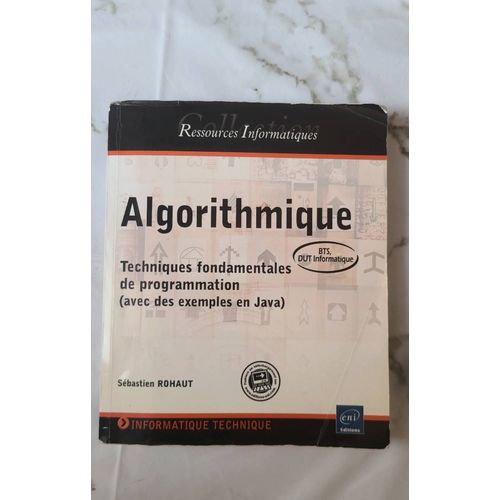 Collection
Ressources Informatiques
Algorithmique
BTS,
DUT Informatique
Techniques fondamentales
de programmation
(avec des exemples en Java)
Sébastien ROHAUT
INFORMATIQUE TECHNIQUE
eni
Editions